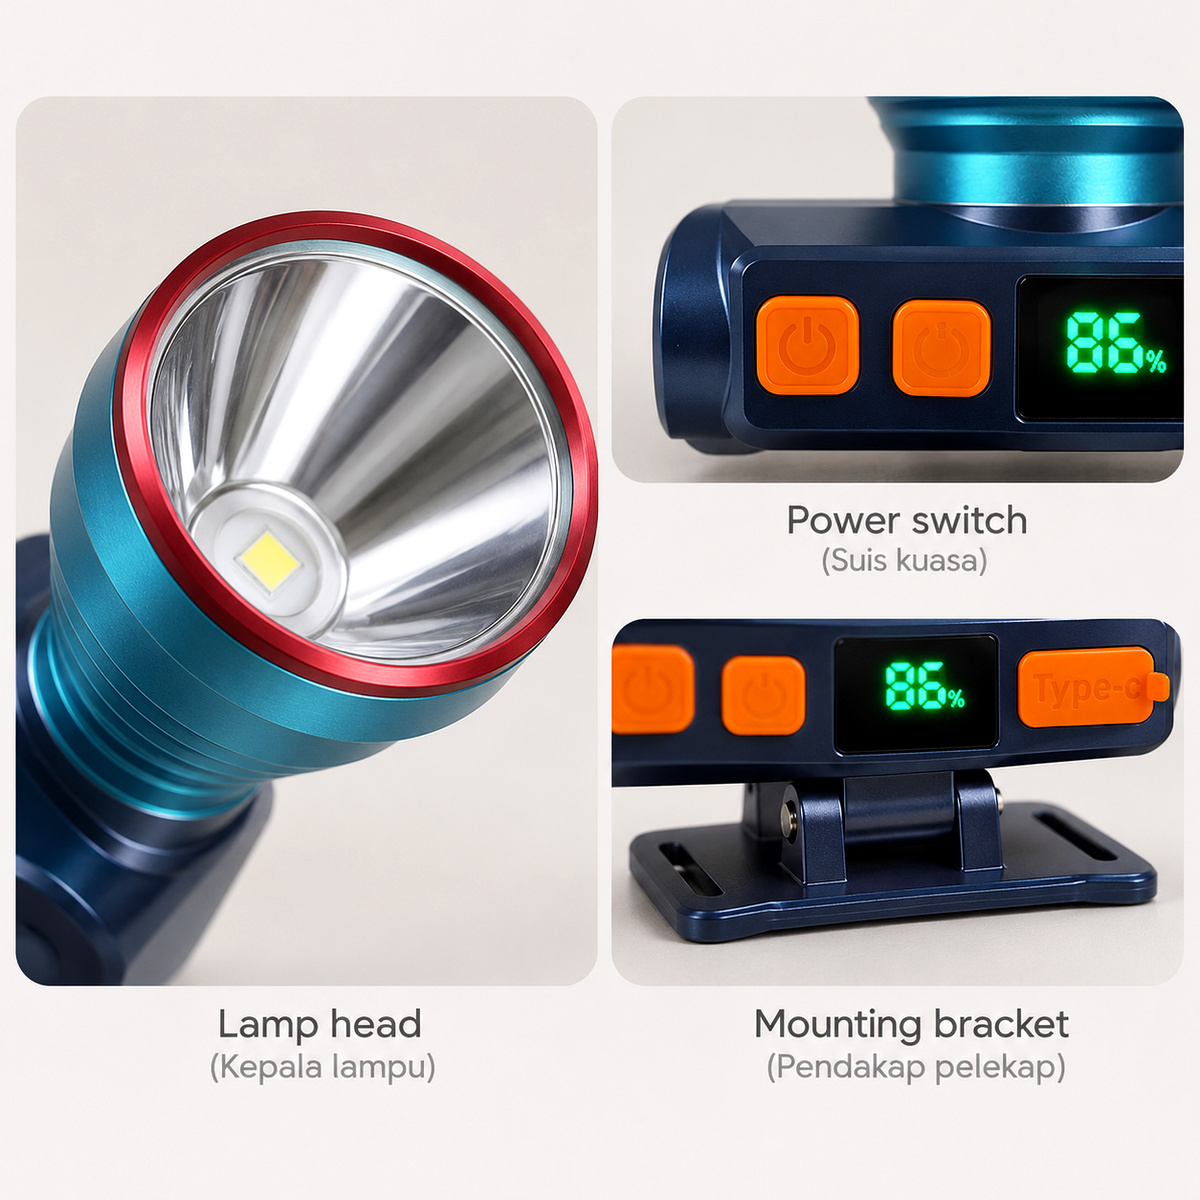 86%
Power switch
(Suis kuasa)
86%
Type-c
Lamp head
(Kepala lampu)
Mounting bracket
(Pendakap pelekap)